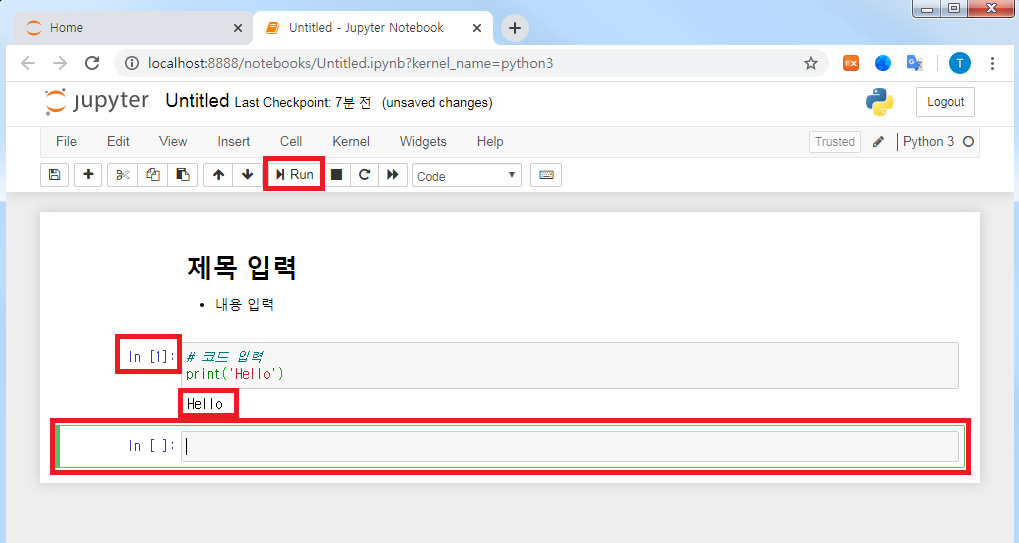 Home
Untitled - Jupyter Notebook
localhost:8888/notebooks/Untitled.ipynb?kernel_name=python3
T
jupyter Untitled Last Checkpoint: 7분 전 (unsaved changes)
Logout
File Edit View Insert Cell Kernel Widgets Help
Trusted
Python 3
Run
Code
제목 입력
• 내용 입력
In [1]: # 코드 입력
print('Hello')
Hello
In [ ]: